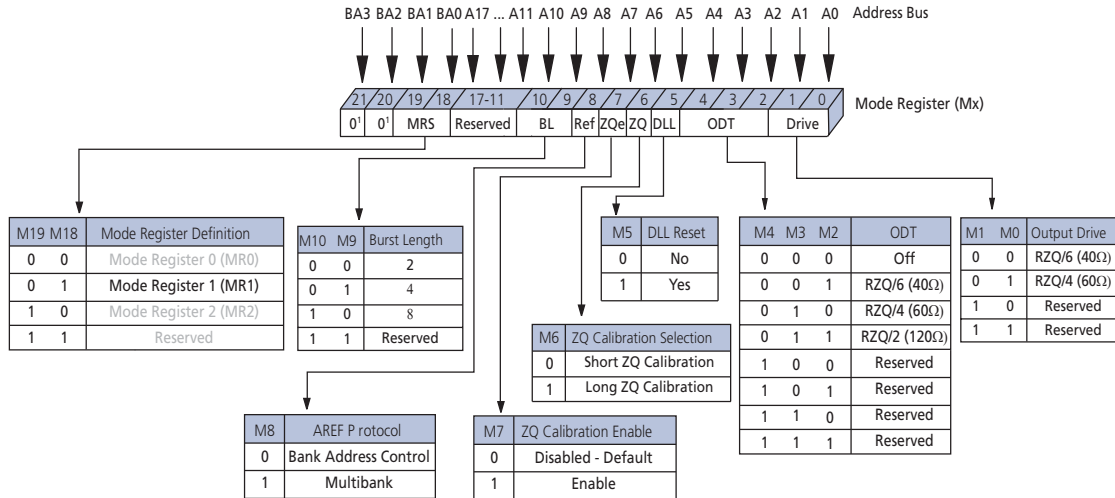 BA3 BA2 BA1 BA0 A17 ... A11 A10 A9 A8 A7 A6 A5 A4 A3 A2 A1 A0 Address Bus
21 20 19 18 17-11 10 9 8 7 6 5 4 3 2 1 0 Mode Register (Mx)
0¹ 0¹ MRS Reserved BL Ref ZQe ZQ DLL ODT Drive
M19 M18 Mode Register Definition
0 0 Mode Register 0 (MR0)
0 1 Mode Register 1 (MR1)
1 0 Mode Register 2 (MR2)
1 1 Reserved
M10 M9 Burst Length
0 0 2
0 1 4
1 0 8
1 1 Reserved
M5 DLL Reset
0 No
1 Yes
M4 M3 M2 ODT
0 0 0 Off
0 0 1 RZQ/6 (40Ω)
0 1 0 RZQ/4 (60Ω)
0 1 1 RZQ/2 (120Ω)
1 0 0 Reserved
1 0 1 Reserved
1 1 0 Reserved
1 1 1 Reserved
M1 M0 Output Drive
0 0 RZQ/6 (40Ω)
0 1 RZQ/4 (60Ω)
1 0 Reserved
1 1 Reserved
M6 ZQ Calibration Selection
0 Short ZQ Calibration
1 Long ZQ Calibration
M8 AREF P rotocol
0 Bank Address Control
1 Multibank
M7 ZQ Calibration Enable
0 Disabled - Default
1 Enable